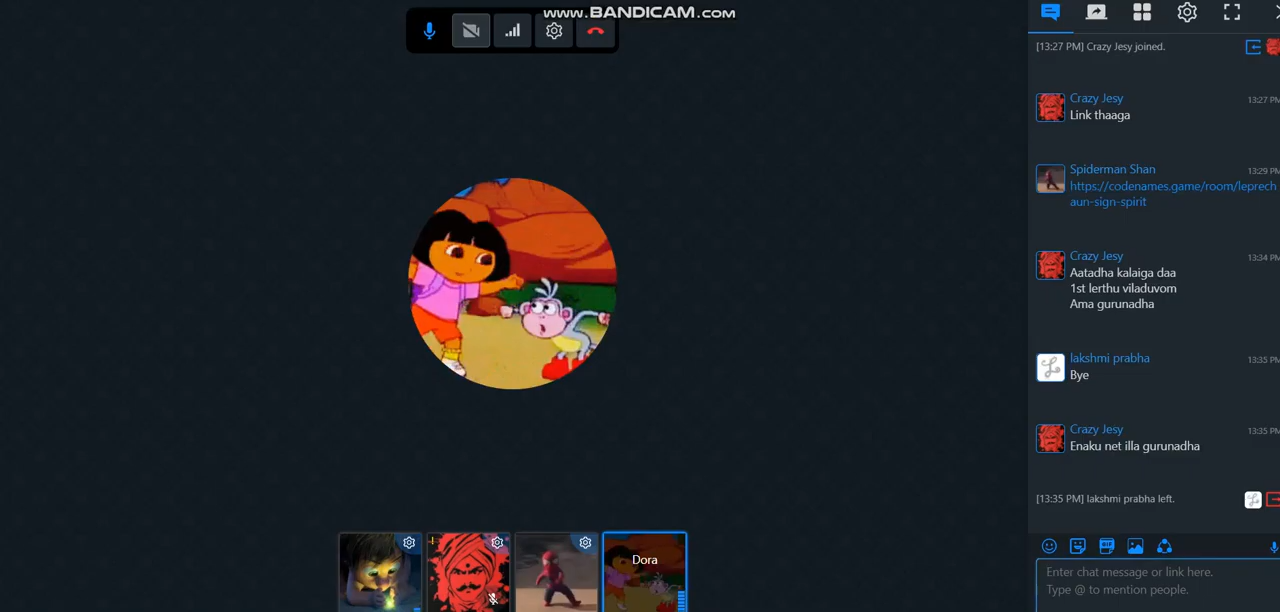 www.BANDICAM.com
[13:27 PM] Crazy Jesy joined.
Crazy Jesy 13:27 PM
Link thaaga
Spiderman Shan 13:29 PM
https://codenames.game/room/leprech
aun-sign-spirit
Crazy Jesy 13:34 PM
Aatadha kalaiga daa
1st lerthu viladuvom
Ama gurunadha
lakshmi prabha 13:35 PM
Bye
Crazy Jesy 13:35 PM
Enaku net illa gurunadha
[13:35 PM] lakshmi prabha left.
Dora
GIF
Enter chat message or link here.
Type @ to mention people.